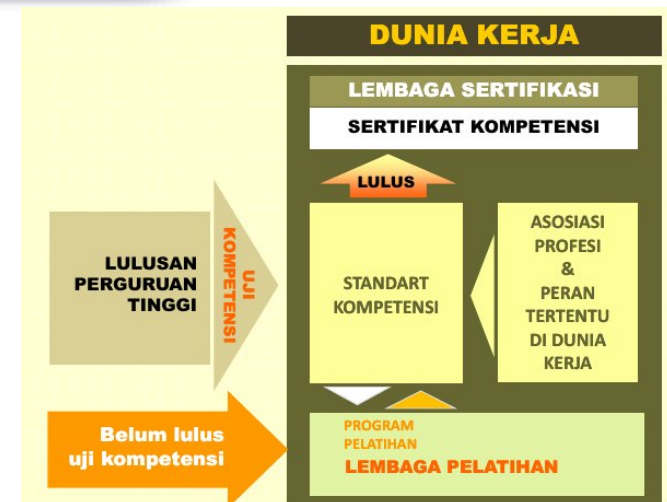 DUNIA KERJA
LEMBAGA SERTIFIKASI
SERTIFIKAT KOMPETENSI
LULUS
LULUSAN
PERGURUAN
TINGGI
UJI
KOMPETENSI
STANDART
KOMPETENSI
ASOSIASI
PROFESI
&
PERAN
TERTENTU
DI DUNIA
KERJA
Belum lulus
uji kompetensi
PROGRAM
PELATIHAN
LEMBAGA PELATIHAN